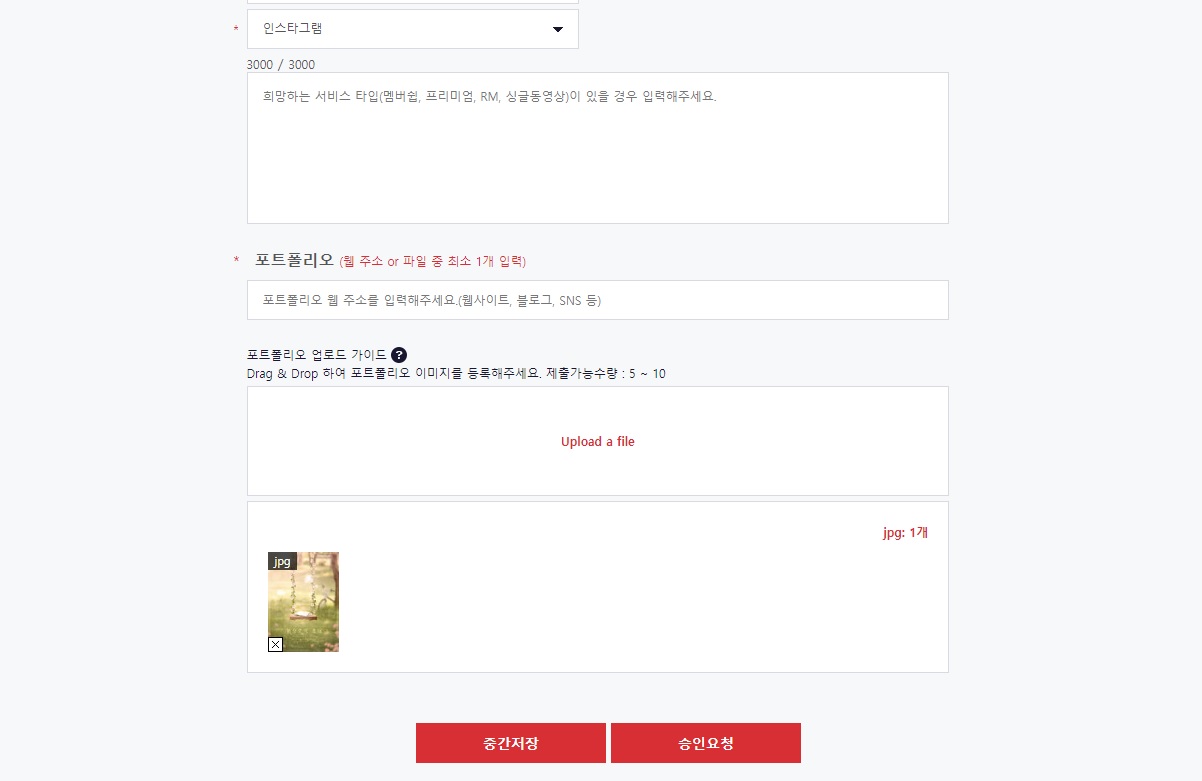 * 인스타그램
3000 / 3000
희망하는 서비스 타입(멤버쉽, 프리미엄, RM, 싱글동영상)이 있을 경우 입력해주세요.
* 포트폴리오 (웹 주소 or 파일 중 최소 1개 입력)
포트폴리오 웹 주소를 입력해주세요.(웹사이트, 블로그, SNS 등)
포트폴리오 업로드 가이드 ?
Drag & Drop 하여 포트폴리오 이미지를 등록해주세요. 제출가능수량 : 5 ~ 10
Upload a file
jpg: 1개
jpg
중간저장
승인요청